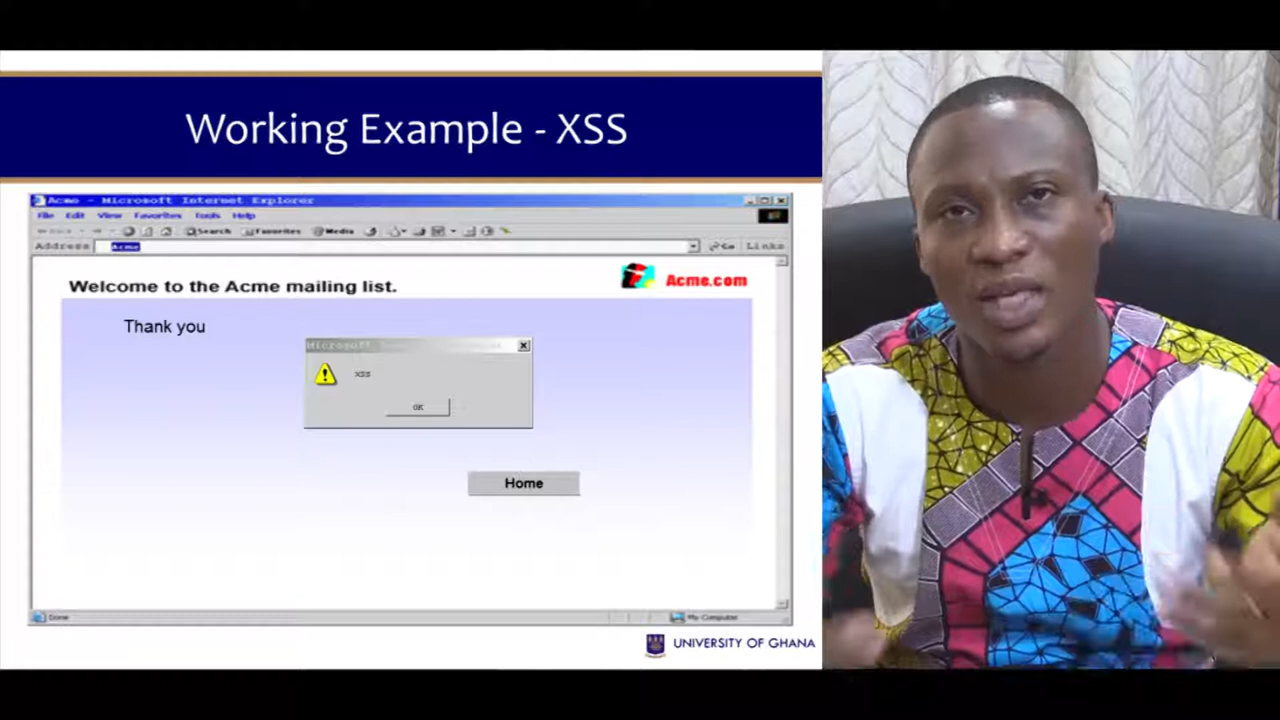 Working Example - XSS
Acme - Microsoft Internet Explorer
File Edit View Favorites Tools Help
Search Favorites Media
Address Acme Go Links
Welcome to the Acme mailing list.
Acme.com
Thank you
Microsoft
XSS
OK
Home
Done
My Computer
UNIVERSITY OF GHANA